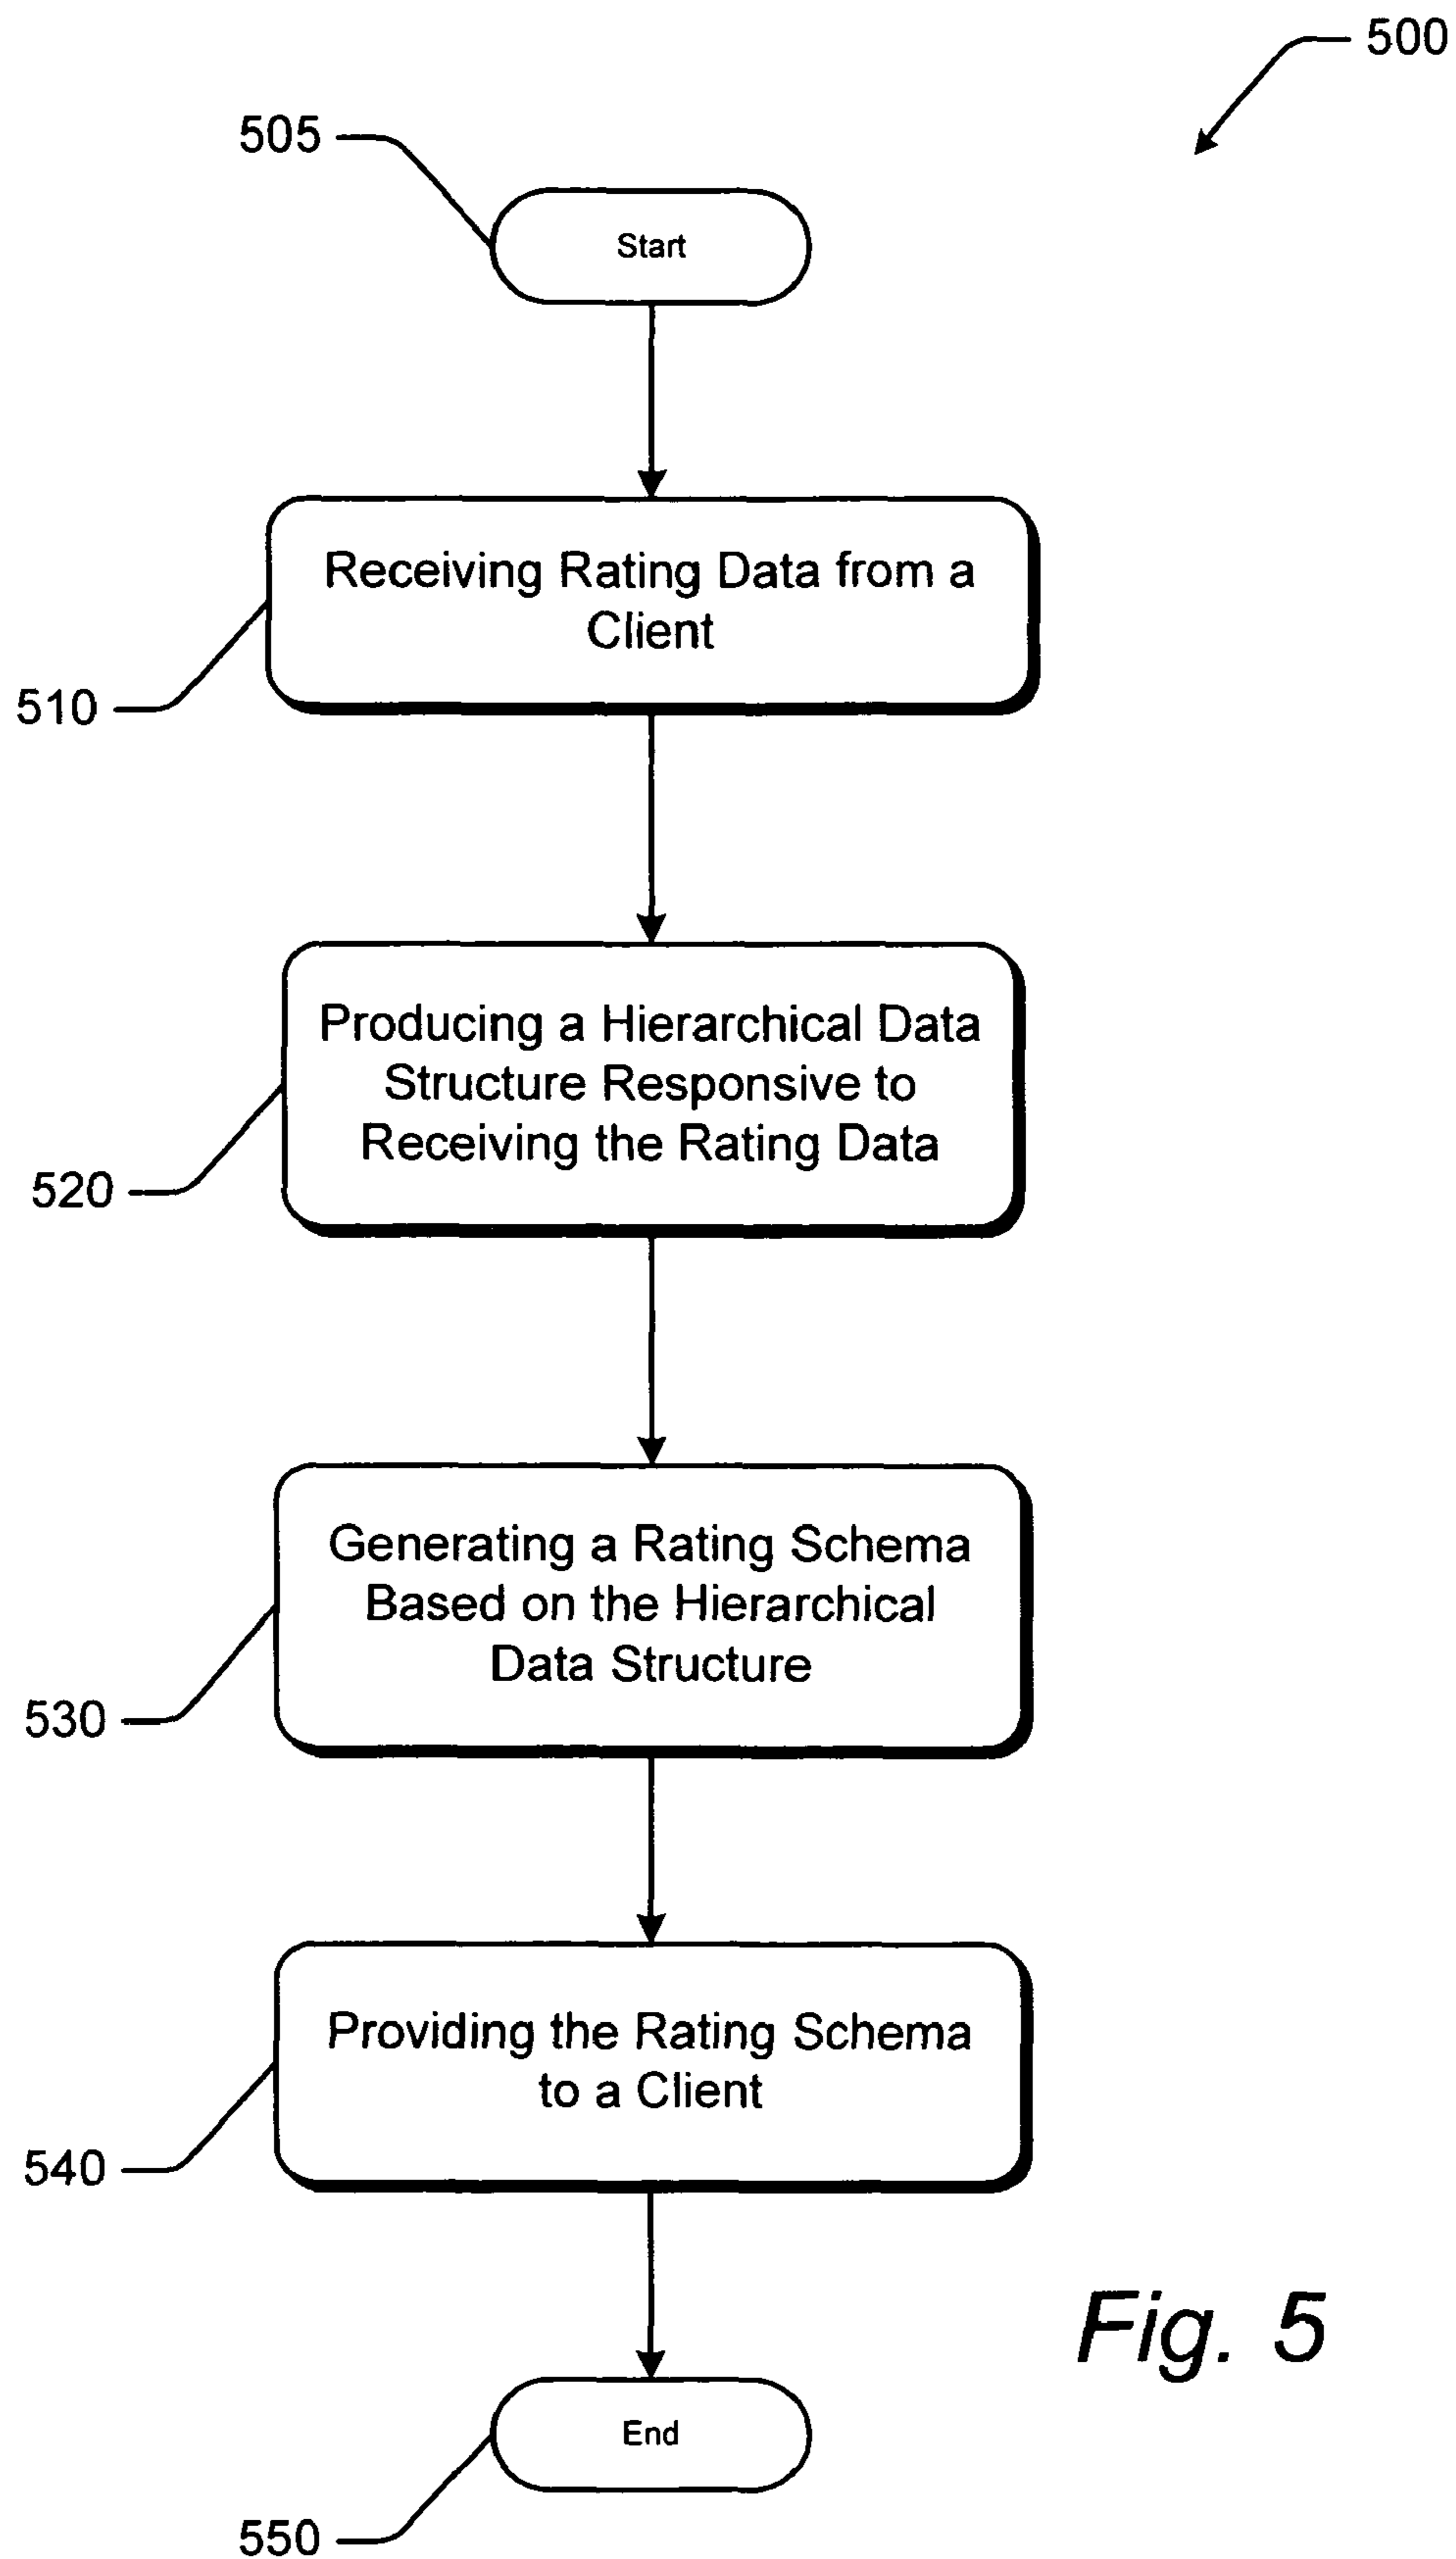 500
505
Start
Receiving Rating Data from a
Client
510
Producing a Hierarchical Data
Structure Responsive to
Receiving the Rating Data
520
Generating a Rating Schema
Based on the Hierarchical
Data Structure
530
Providing the Rating Schema
to a Client
540
Fig. 5
End
550